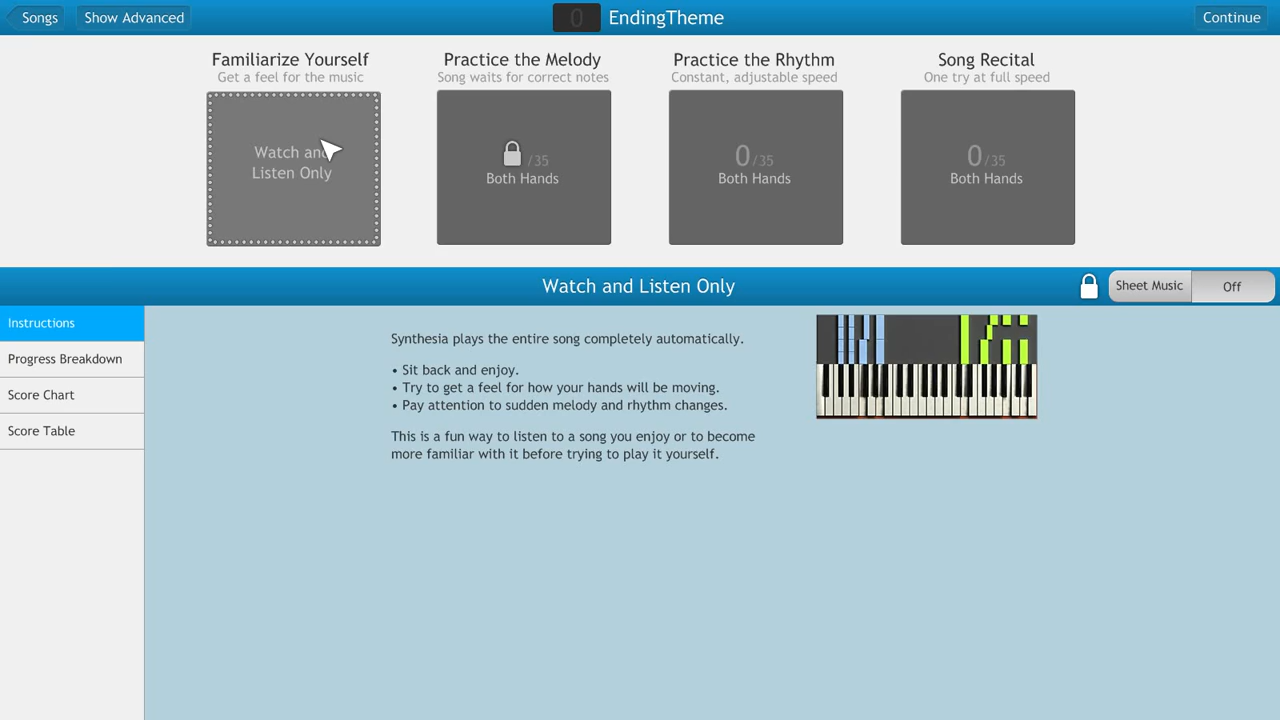 Songs
Show Advanced
0
EndingTheme
Continue
Familiarize Yourself
Get a feel for the music
Watch and
Listen Only
Practice the Melody
Song waits for correct notes
/35
Both Hands
Practice the Rhythm
Constant, adjustable speed
0/35
Both Hands
Song Recital
One try at full speed
0/35
Both Hands
Watch and Listen Only
Sheet Music
Off
Instructions
Progress Breakdown
Score Chart
Score Table
Synthesia plays the entire song completely automatically.
• Sit back and enjoy.
• Try to get a feel for how your hands will be moving.
• Pay attention to sudden melody and rhythm changes.
This is a fun way to listen to a song you enjoy or to become
more familiar with it before trying to play it yourself.